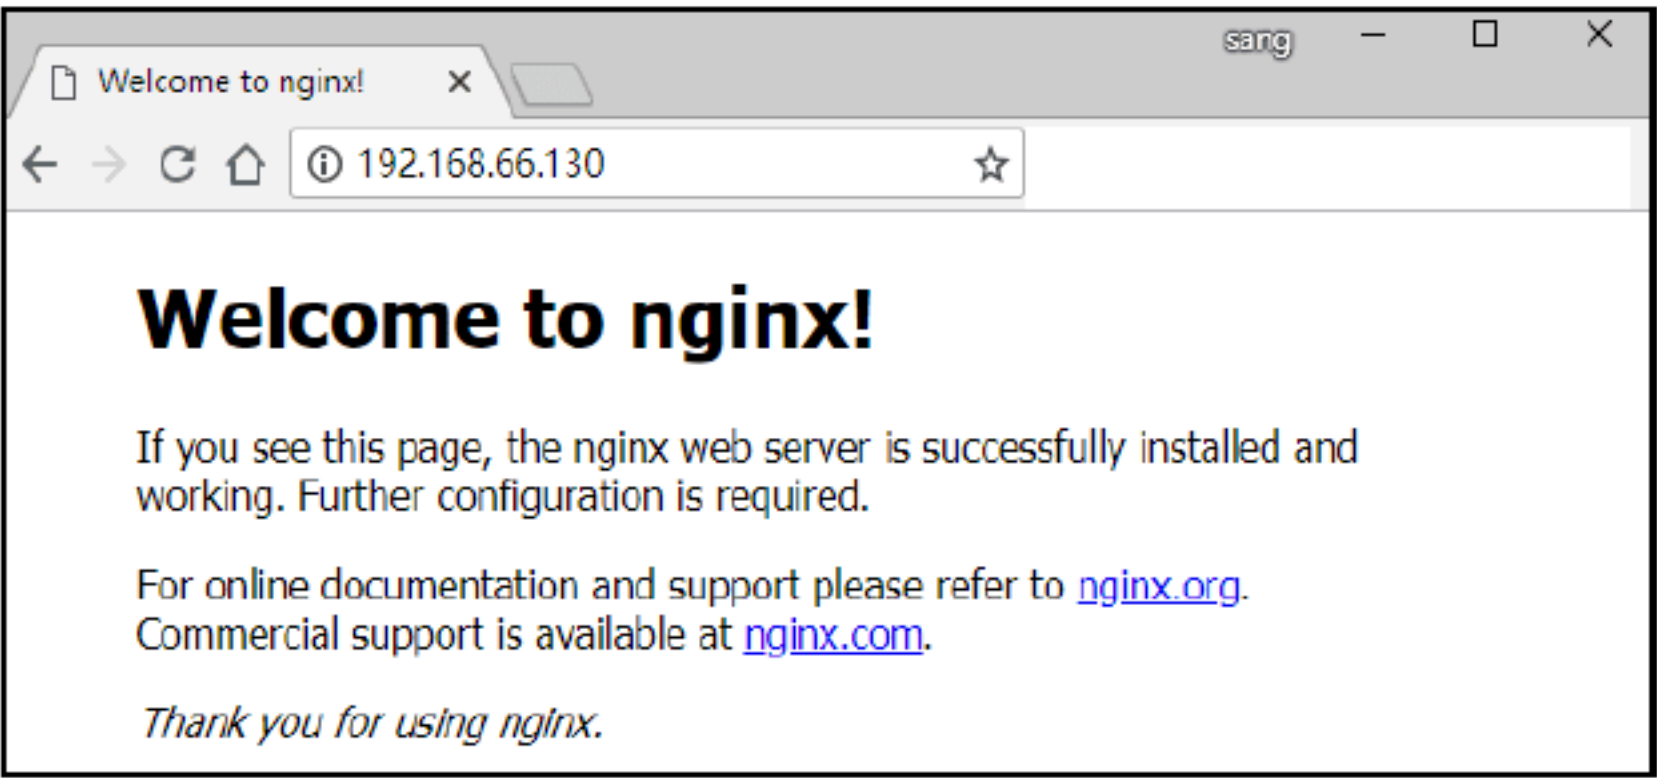 sang
Welcome to nginx!
192.168.66.130
Welcome to nginx!
If you see this page, the nginx web server is successfully installed and
working. Further configuration is required.
For online documentation and support please refer to nginx.org.
Commercial support is available at nginx.com.
Thank you for using nginx.